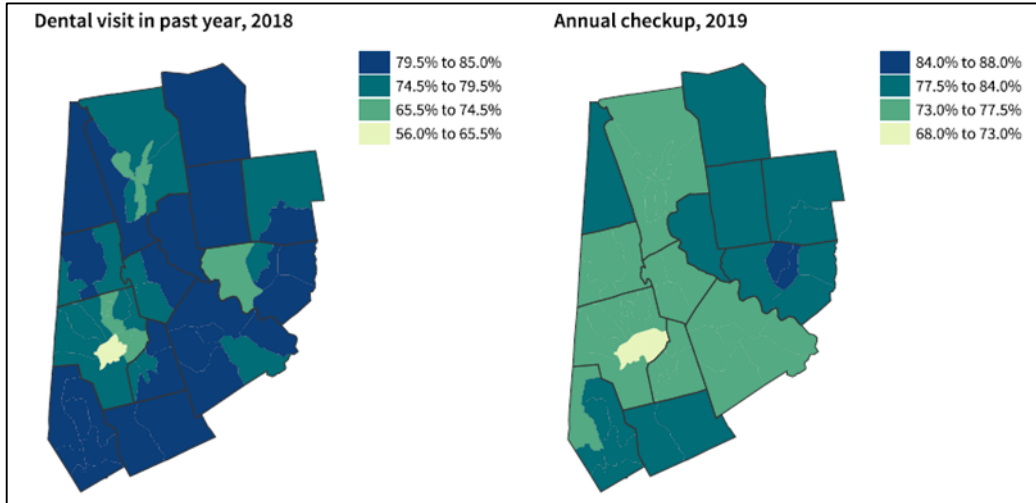 Dental visit in past year, 2018
79.5% to 85.0%
74.5% to 79.5%
65.5% to 74.5%
56.0% to 65.5%
Annual checkup, 2019
84.0% to 88.0%
77.5% to 84.0%
73.0% to 77.5%
68.0% to 73.0%